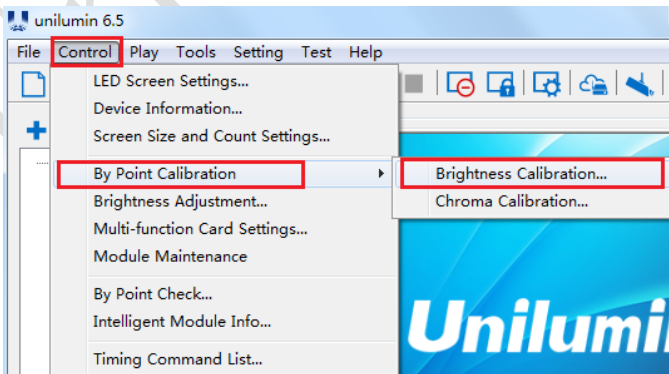 unilumin 6.5
File Control Play Tools Setting Test Help
LED Screen Settings...
Device Information...
Screen Size and Count Settings...
By Point Calibration
Brightness Calibration...
Brightness Adjustment...
Chroma Calibration...
Multi-function Card Settings...
Module Maintenance
By Point Check...
Intelligent Module Info...
Unilumi
Timing Command List...